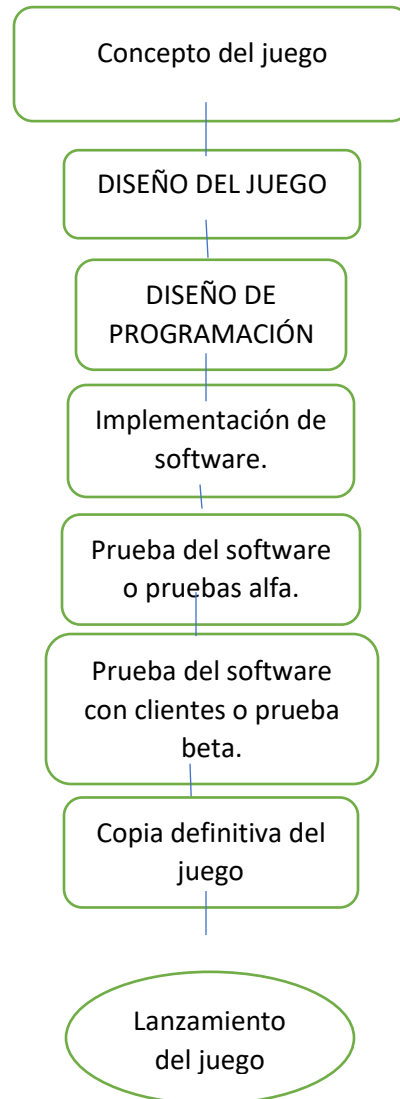 Concepto del juego
DISEÑO DEL JUEGO
DISEÑO DE
PROGRAMACIÓN
Implementación de
software.
Prueba del software
o pruebas alfa.
Prueba del software
con clientes o prueba
beta.
Copia definitiva del
juego
Lanzamiento
del juego